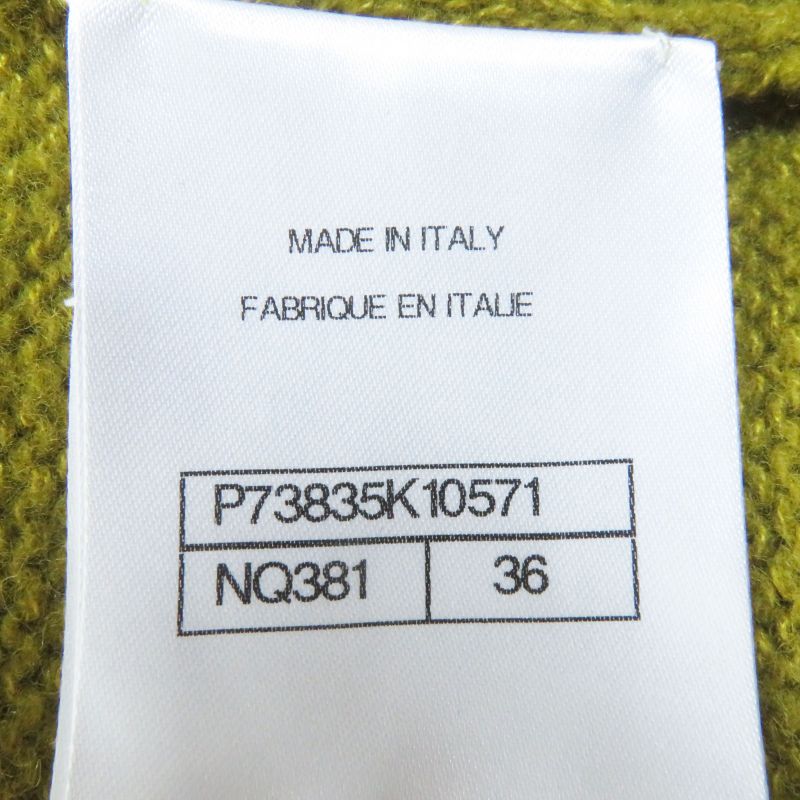 MADE IN ITALY
FABRIQUE EN ITALIE
P73835K10571
NQ381 36